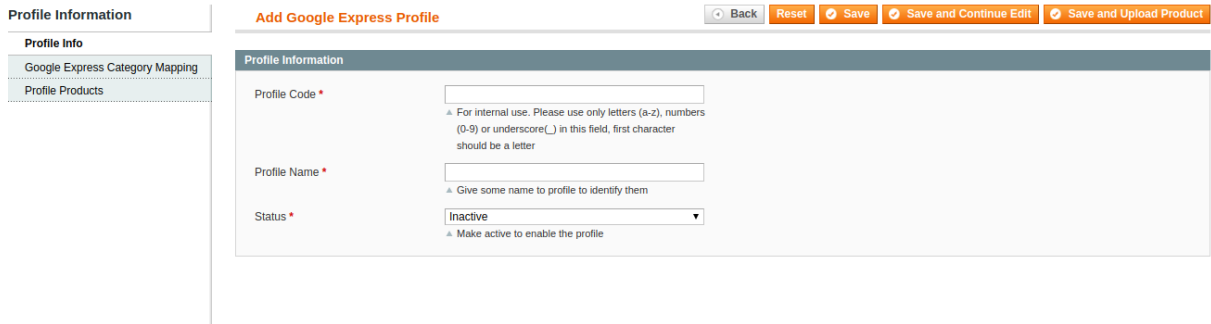 Profile Information
Profile Info
Google Express Category Mapping
Profile Products
Add Google Express Profile
Back Reset Save Save and Continue Edit Save and Upload Product
Profile Information
Profile Code *
For internal use. Please use only letters (a-z), numbers
(0-9) or underscore(_) in this field, first character
should be a letter
Profile Name *
Give some name to profile to identify them
Status * Inactive
Make active to enable the profile